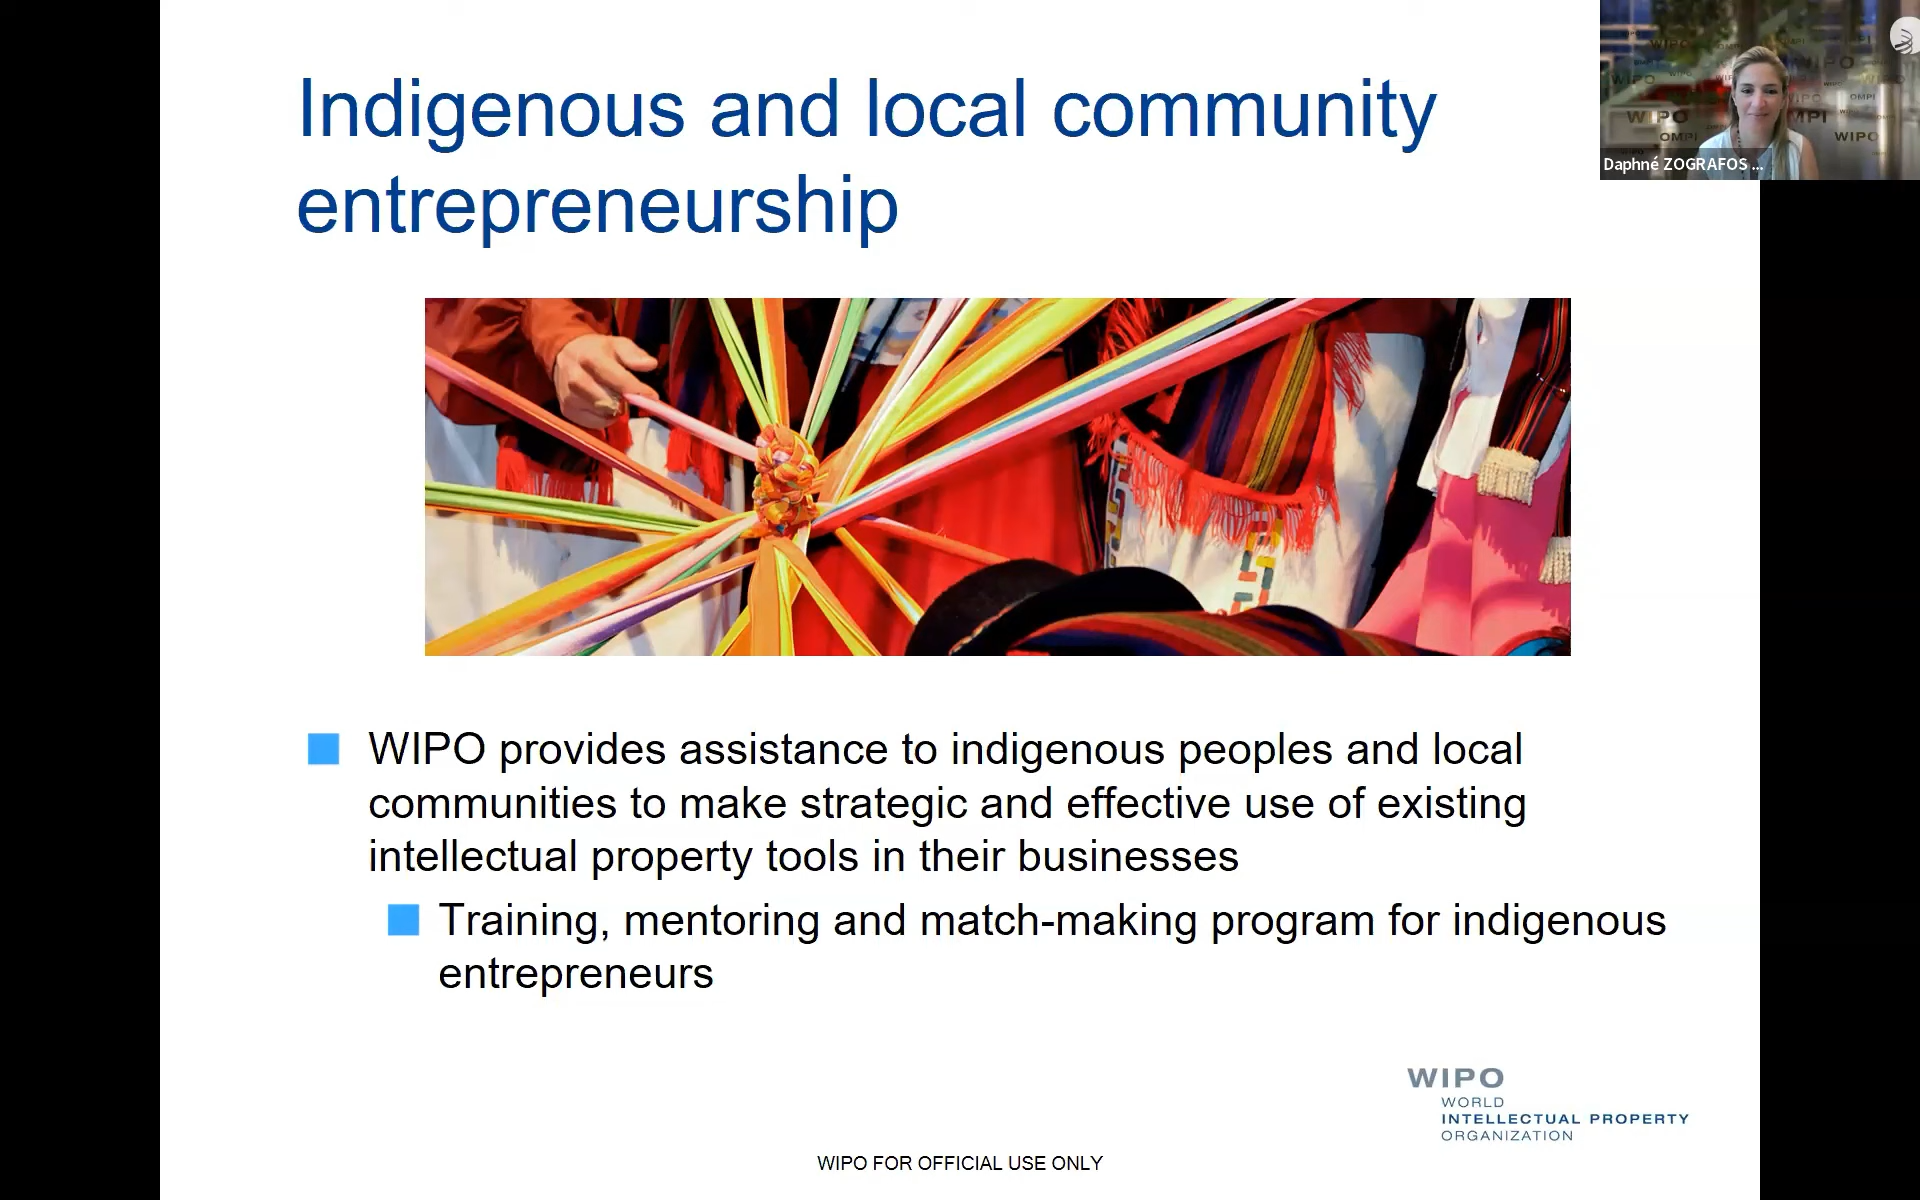 Indigenous and local community
entrepreneurship
Daphné ZOGRAFOS ...
WIPO provides assistance to indigenous peoples and local
communities to make strategic and effective use of existing
intellectual property tools in their businesses
Training, mentoring and match-making program for indigenous
entrepreneurs
WIPO
WORLD
INTELLECTUAL PROPERTY
ORGANIZATION
WIPO FOR OFFICIAL USE ONLY